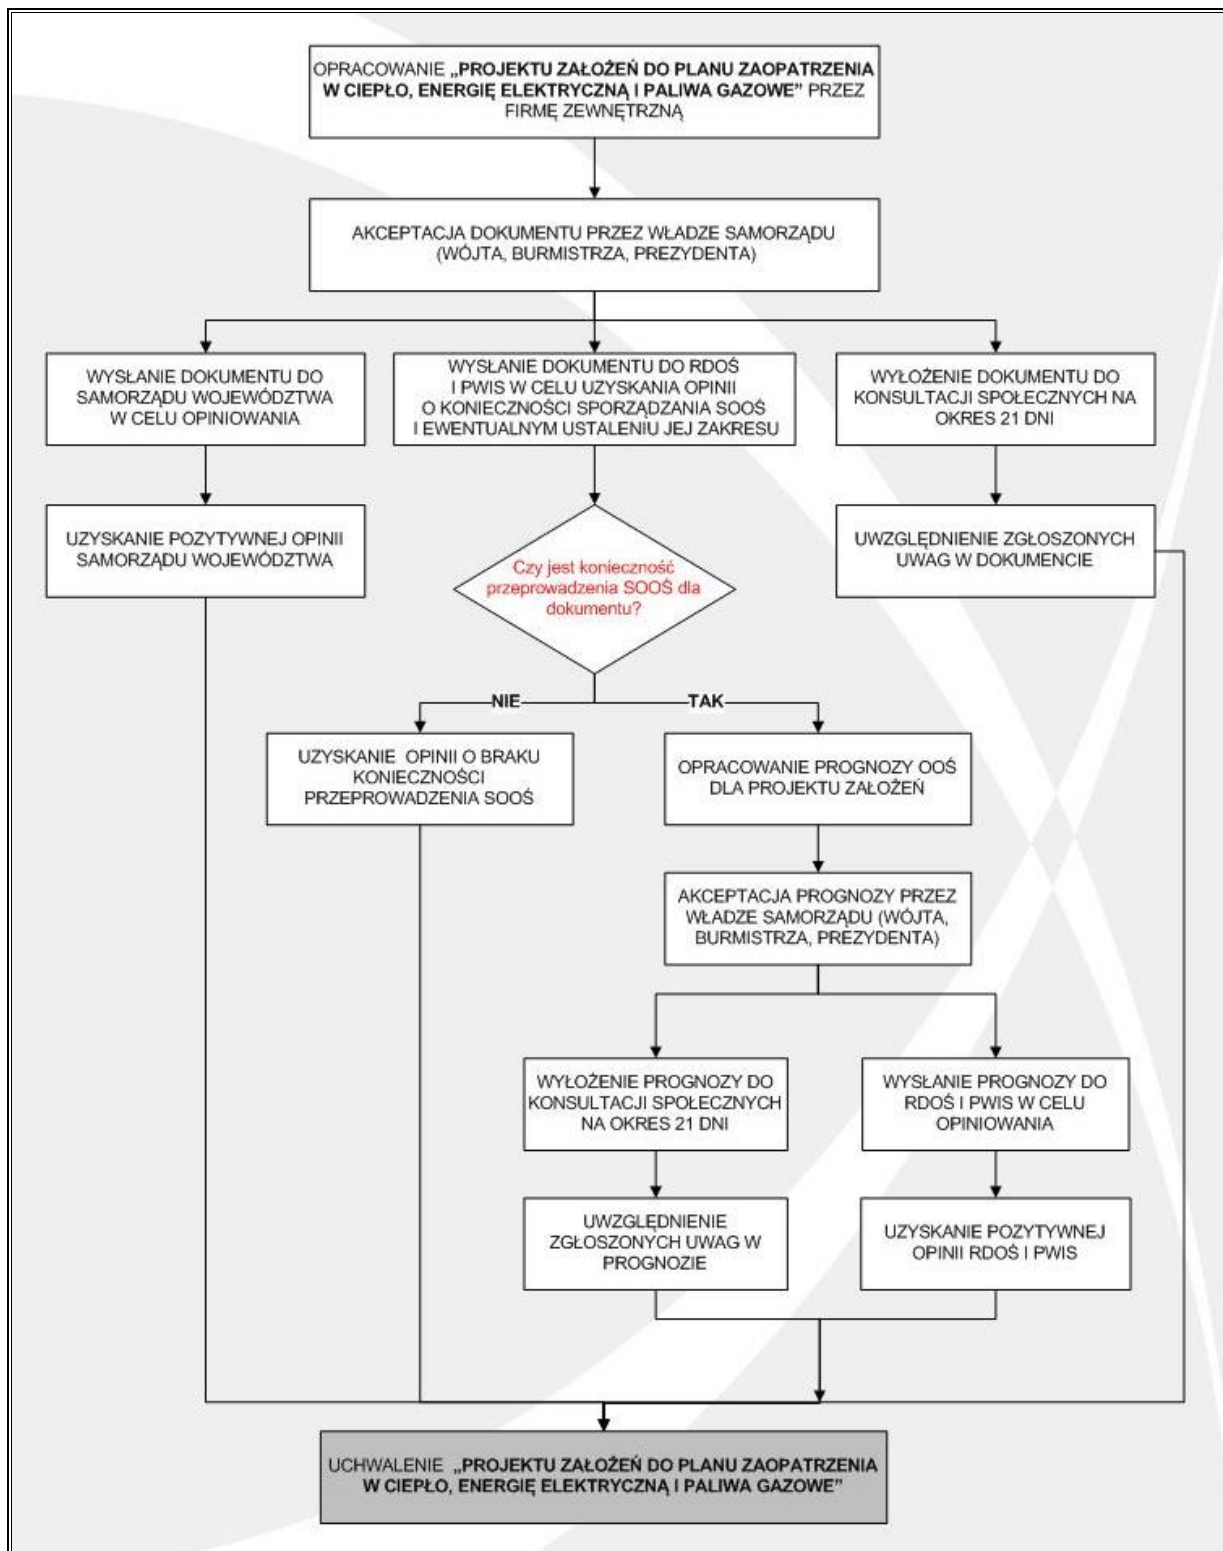 OPRACOWANIE „PROJEKTU ZAŁOŻEŃ DO PLANU ZAOPATRZENIA
W CIEPŁO, ENERGIĘ ELEKTRYCZNĄ I PALIWA GAZOWE” PRZEZ
FIRMĘ ZEWNĘTRZNĄ
AKCEPTACJA DOKUMENTU PRZEZ WŁADZE SAMORZĄDU
(WÓJTA, BURMISTRZA, PREZYDENTA)
WYSŁANIE DOKUMENTU DO
SAMORZĄDU WOJEWÓDZTWA
W CELU OPINIOWANIA
WYSŁANIE DOKUMENTU DO RDOŚ
I PWIS W CELU UZYSKANIA OPINII
O KONIECZNOŚCI SPORZĄDZANIA SOOŚ
I EWENTUALNYM USTALENIU JEJ ZAKRESU
WYŁOŻENIE DOKUMENTU DO
KONSULTACJI SPOŁECZNYCH NA
OKRES 21 DNI
UZYSKANIE POZYTYWNEJ OPINII
SAMORZĄDU WOJEWÓDZTWA
Czy jest konieczność
przeprowadzenia SOOŚ dla
dokumentu?
UWZGLĘDNIENIE ZGŁOSZONYCH
UWAG W DOKUMENCIE
NIE
TAK
UZYSKANIE OPINII O BRAKU
KONIECZNOŚCI
PRZEPROWADZENIA SOOŚ
OPRACOWANIE PROGNOZY OOŚ
DLA PROJEKTU ZAŁOŻEŃ
AKCEPTACJA PROGNOZY PRZEZ
WŁADZE SAMORZĄDU (WÓJTA,
BURMISTRZA, PREZYDENTA)
WYŁOŻENIE PROGNOZY DO
KONSULTACJI SPOŁECZNYCH
NA OKRES 21 DNI
WYSŁANIE PROGNOZY DO
RDOŚ I PWIS W CELU
OPINIOWANIA
UWZGLĘDNIENIE
ZGŁOSZONYCH UWAG W
PROGNOZIE
UZYSKANIE POZYTYWNEJ
OPINII RDOŚ I PWIS
UCHWALENIE „PROJEKTU ZAŁOŻEŃ DO PLANU ZAOPATRZENIA
W CIEPŁO, ENERGIĘ ELEKTRYCZNĄ I PALIWA GAZOWE”